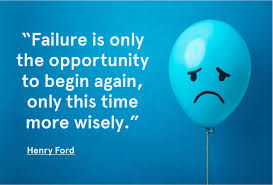 “Failure is only
the opportunity
to begin again,
only this time
more wisely.”
Henry Ford